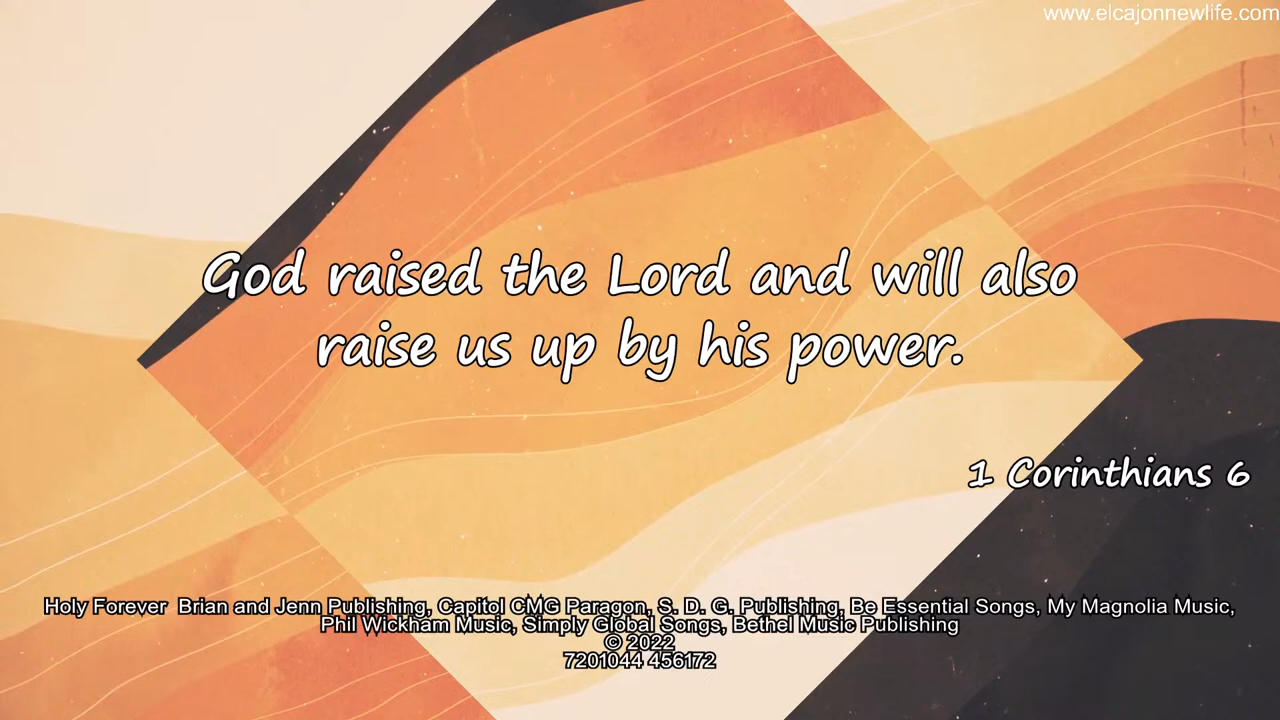 www.elcajonnewlife.com
God raised the Lord and will also
raise us up by his power.
1 Corinthians 6
Holy Forever  Brian and Jenn Publishing, Capitol CMG Paragon, S. D. G. Publishing, Be Essential Songs, My Magnolia Music,
Phil Wickham Music, Simply Global Songs, Bethel Music Publishing
© 2022
7201044 456172